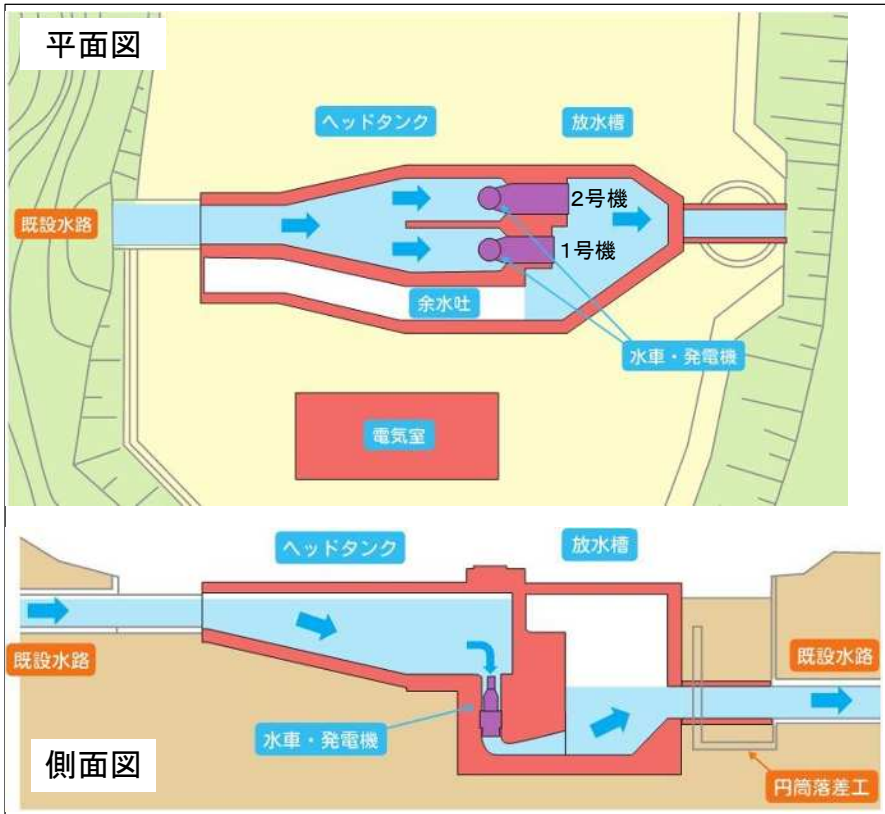 平面図
ヘッドタンク
放水槽
既設水路
2号機
1号機
余水吐
水車・発電機
電気室
ヘッドタンク
放水槽
既設水路
既設水路
水車・発電機
側面図
円筒落差工